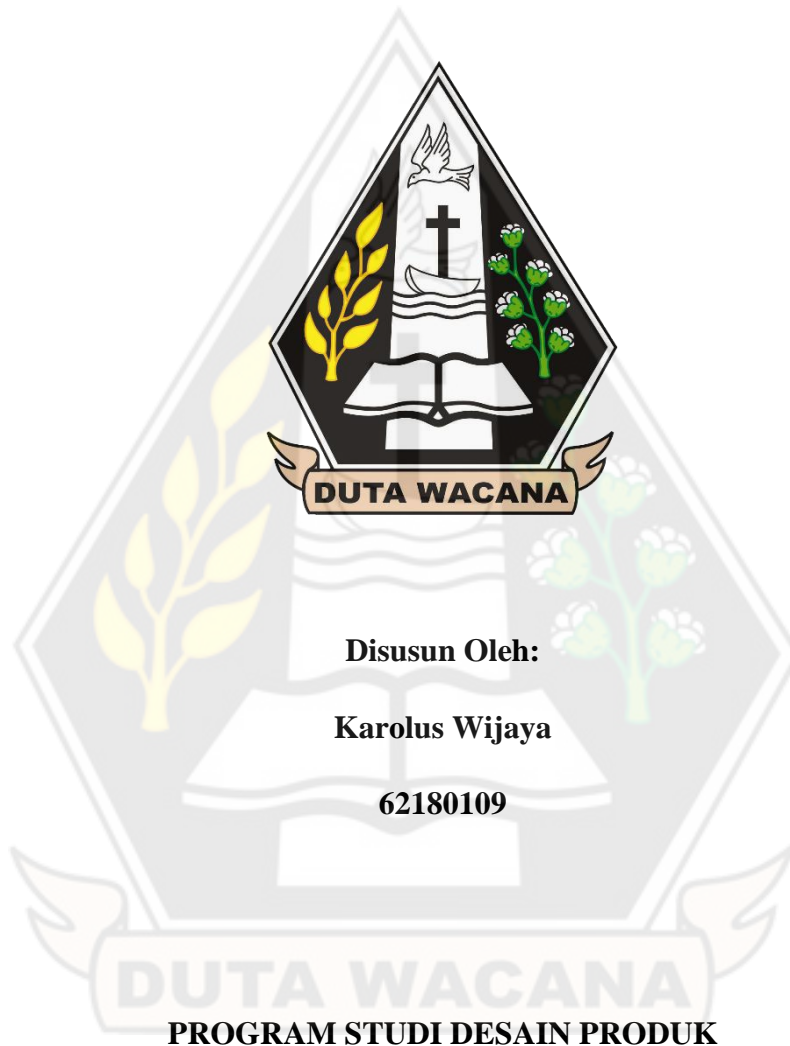 DUTA WACANA
Disusun Oleh:
Karolus Wijaya
62180109
DUTA WACANA
PROGRAM STUDI DESAIN PRODUK